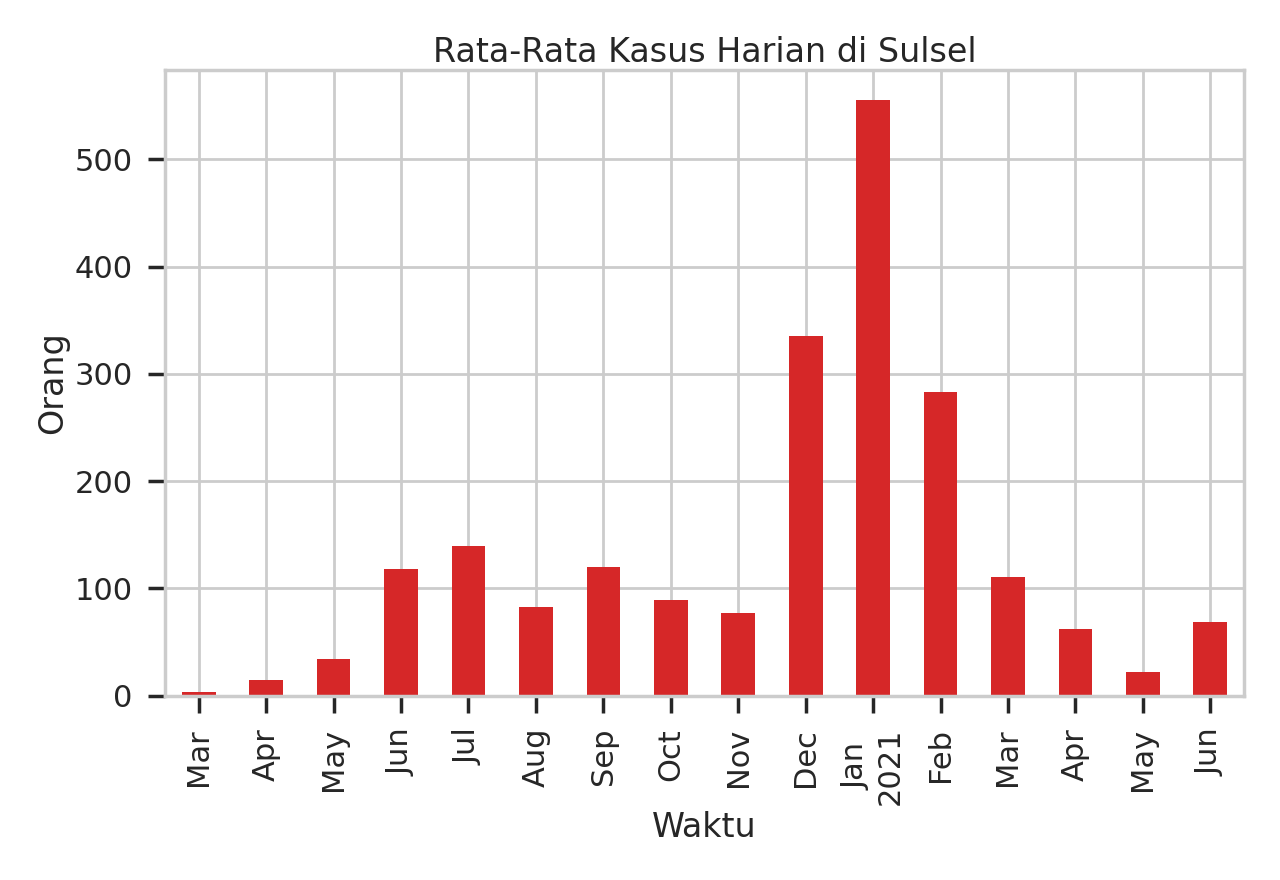 Rata-Rata Kasus Harian di Sulsel
500
400
300
200
100
0
Orang
Mar
Apr
May
Jun
Jul
Aug
Sep
Oct
Nov
Dec
Jan
2021
Feb
Mar
Apr
May
Jun
Waktu